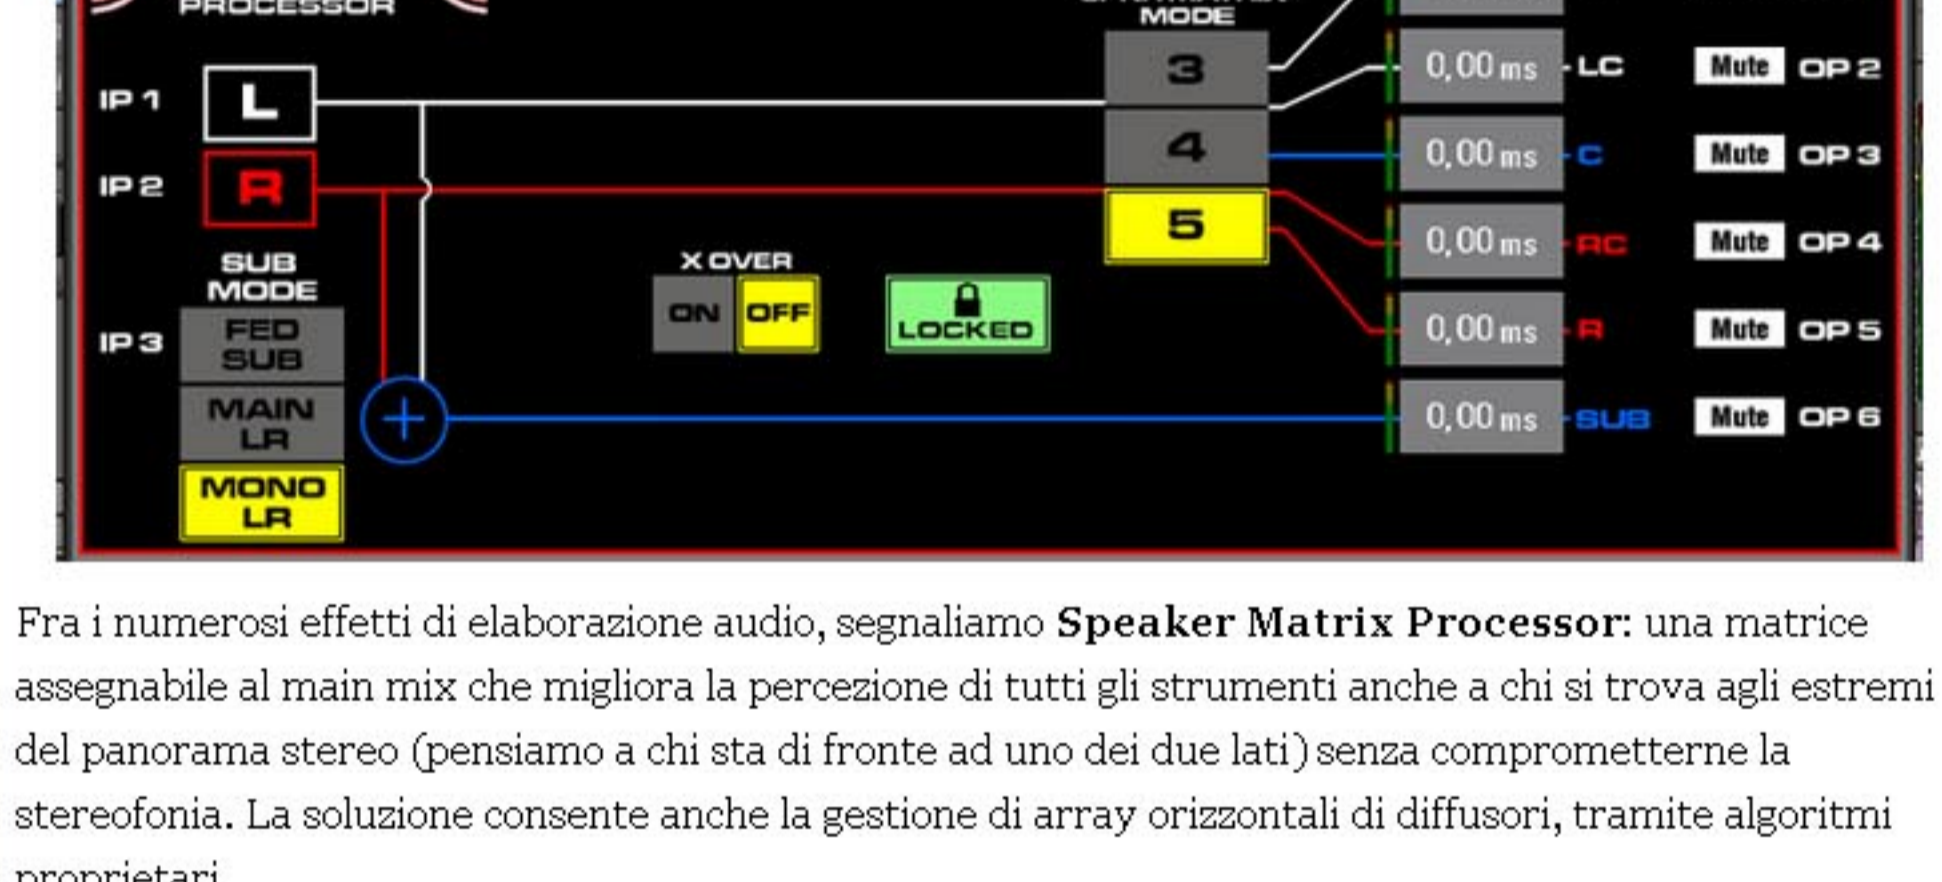 PROCESSOR
MODE
3
0,00 ms LC Mute OP 2
IP 1 L
4
0,00 ms C Mute OP 3
IP 2 R
5
0,00 ms RC Mute OP 4
SUB
MODE
X OVER
ON OFF
LOCKED
0,00 ms R Mute OP 5
IP 3
FED
SUB
MAIN
LR
+
0,00 ms SUB Mute OP 6
MONO
LR
Fra i numerosi effetti di elaborazione audio, segnaliamo Speaker Matrix Processor: una matrice
assegnabile al main mix che migliora la percezione di tutti gli strumenti anche a chi si trova agli estremi
del panorama stereo (pensiamo a chi sta di fronte ad uno dei due lati) senza comprometterne la
stereofonia. La soluzione consente anche la gestione di array orizzontali di diffusori, tramite algoritmi
proprietari